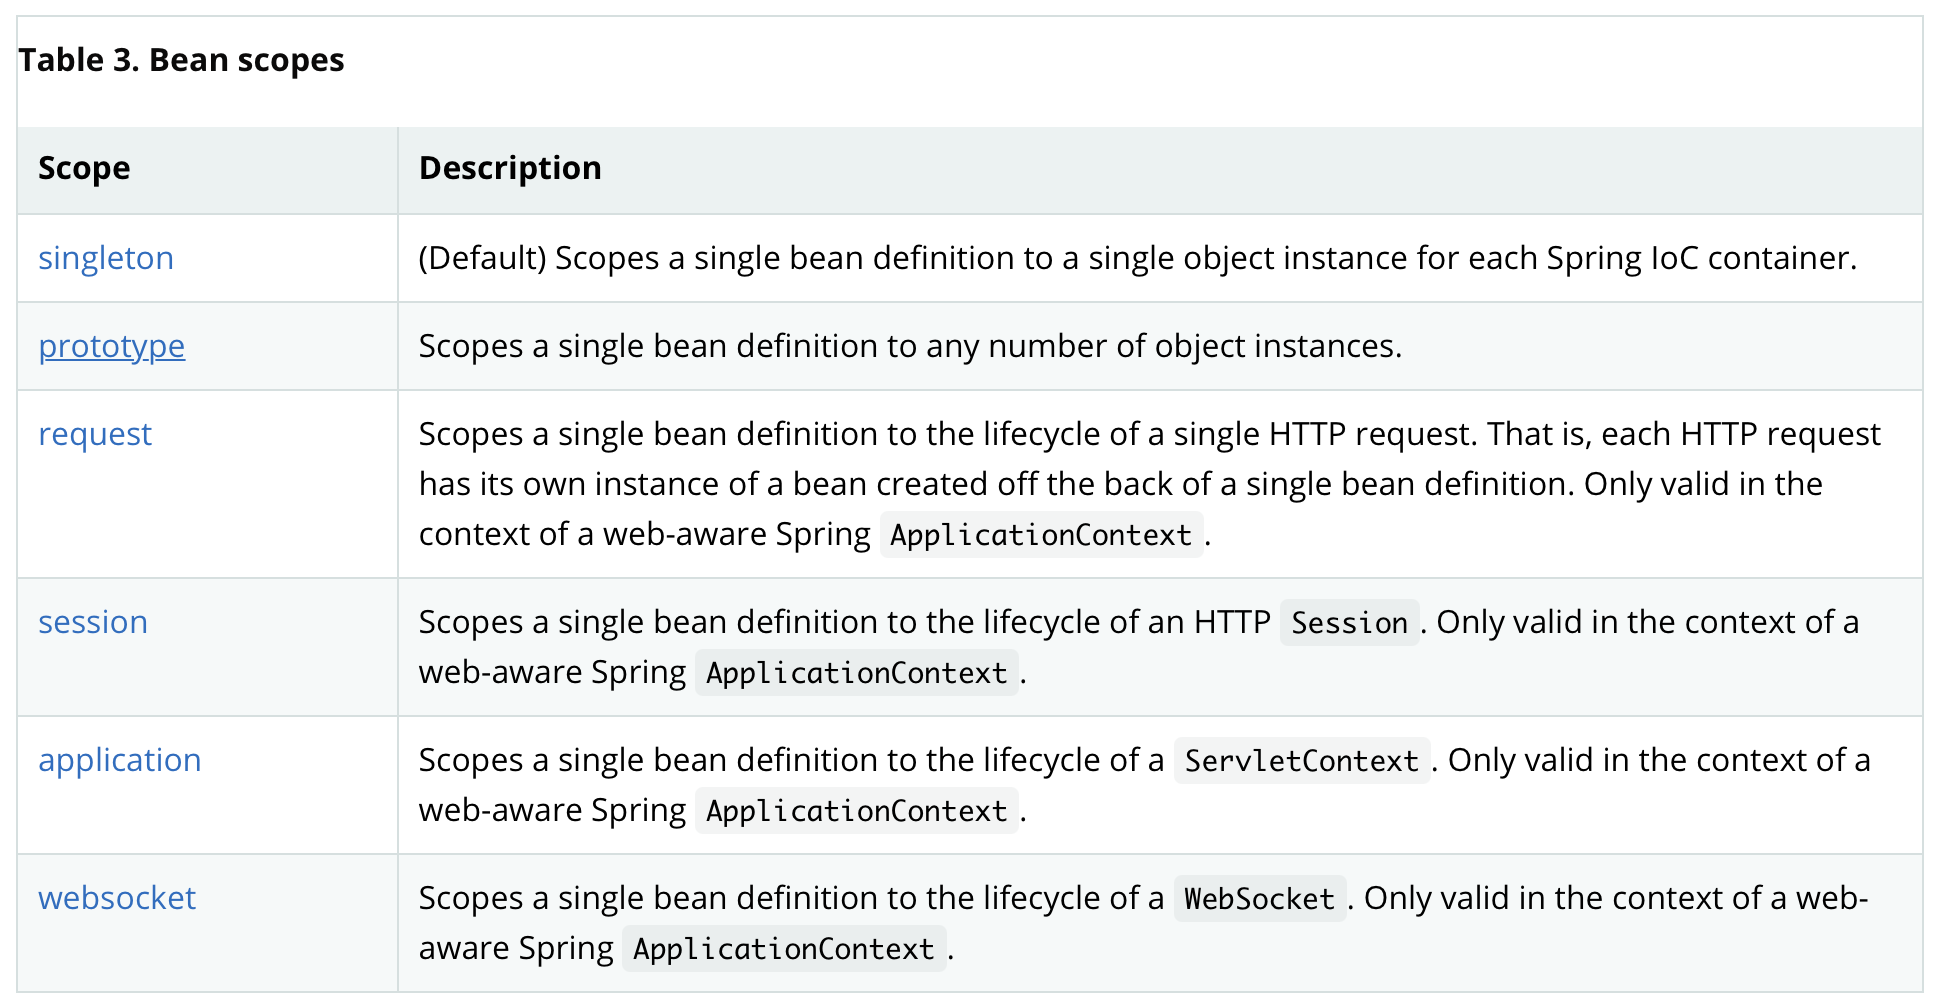 Table 3. Bean scopes
Scope Description
singleton (Default) Scopes a single bean definition to a single object instance for each Spring IoC container.
prototype Scopes a single bean definition to any number of object instances.
request Scopes a single bean definition to the lifecycle of a single HTTP request. That is, each HTTP request
has its own instance of a bean created off the back of a single bean definition. Only valid in the
context of a web-aware Spring ApplicationContext.
session Scopes a single bean definition to the lifecycle of an HTTP Session. Only valid in the context of a
web-aware Spring ApplicationContext.
application Scopes a single bean definition to the lifecycle of a ServletContext. Only valid in the context of a
web-aware Spring ApplicationContext.
websocket Scopes a single bean definition to the lifecycle of a WebSocket. Only valid in the context of a web-
aware Spring ApplicationContext.